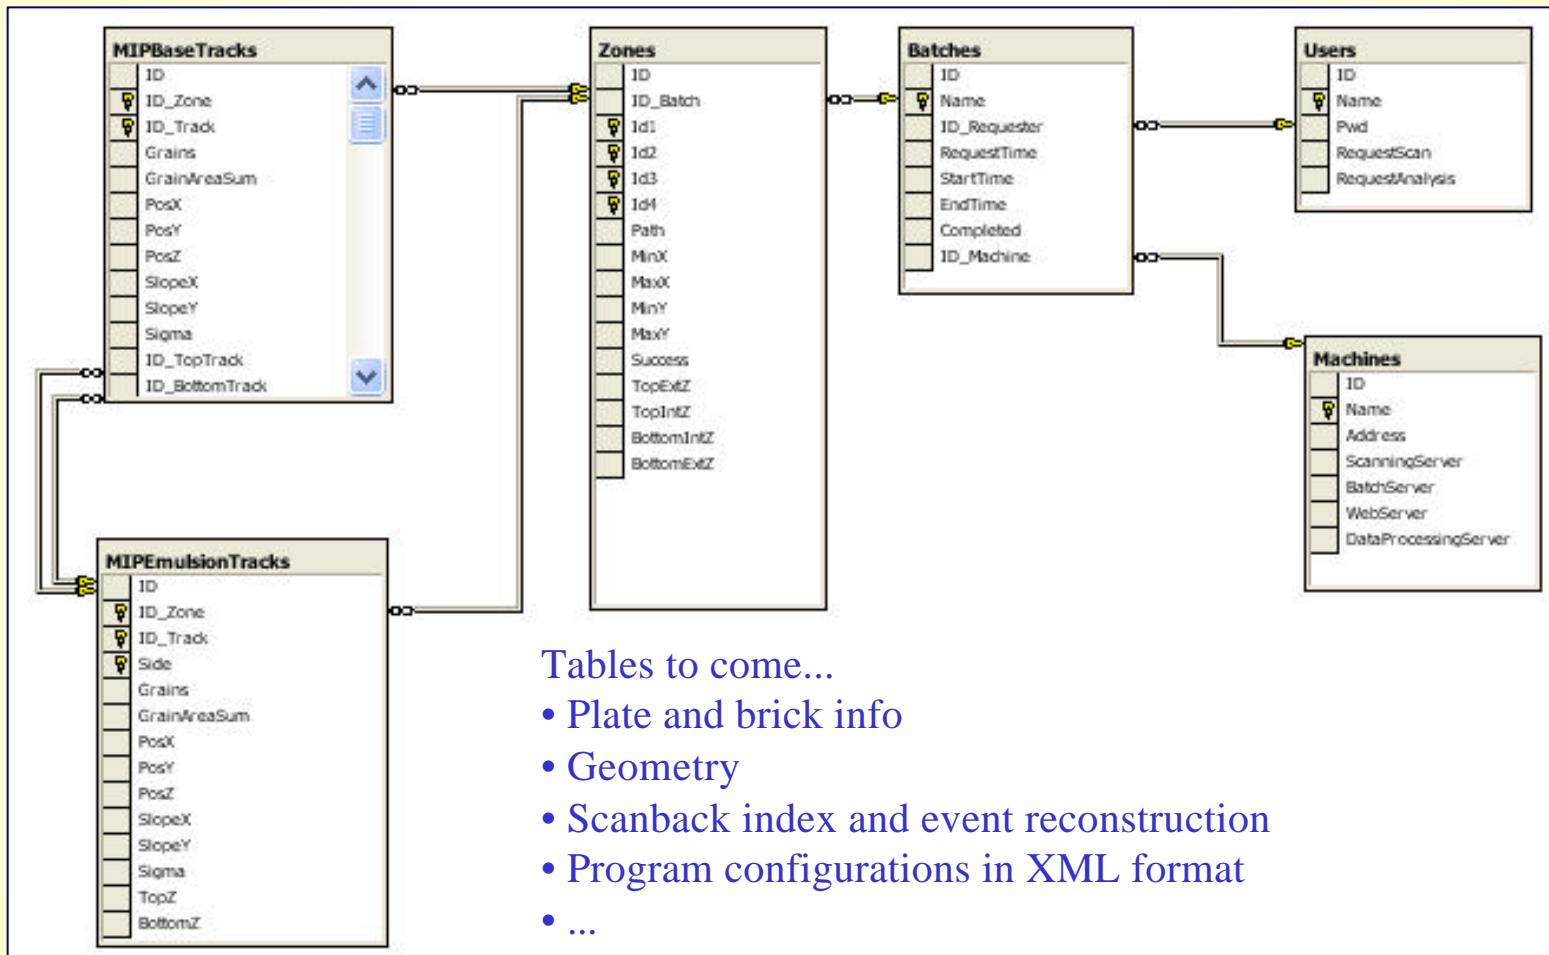 MIPBaseTracks
ID
ID_Zone
ID_Track
Grains
GrainAreaSum
PosX
PosY
PosZ
SlopeX
SlopeY
Sigma
ID_TopTrack
ID_BottomTrack
Zones
ID
ID_Batch
Id1
Id2
Id3
Id4
Path
MinX
MaxX
MinY
MaxY
Success
TopExtZ
TopIntZ
BottomIntZ
BottomExtZ
Batches
ID
Name
ID_Requester
RequestTime
StartTime
EndTime
Completed
ID_Machine
Users
ID
Name
Pwd
RequestScan
RequestAnalysis
Machines
ID
Name
Address
ScanningServer
BatchServer
WebServer
DataProcessingServer
MIPEmulsionTracks
ID
ID_Zone
ID_Track
Side
Grains
GrainAreaSum
PosX
PosY
PosZ
SlopeX
SlopeY
Sigma
TopZ
BottomZ
Tables to come...
• Plate and brick info
• Geometry
• Scanback index and event reconstruction
• Program configurations in XML format
• ...